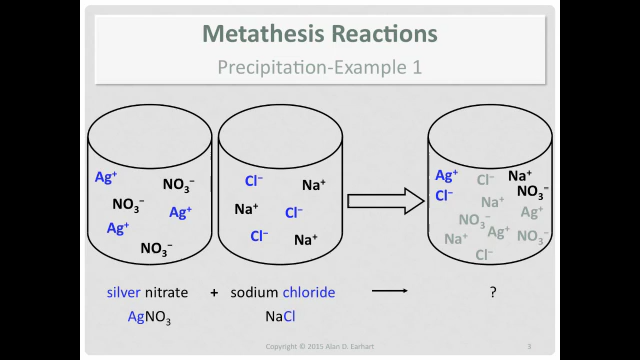 Metathesis Reactions
Precipitation-Example 1
Ag⁺ NO₃⁻ NO₃⁻ Ag⁺ Ag⁺ NO₃⁻
Cl⁻ Na⁺ Na⁺ Cl⁻ Cl⁻ Na⁺
Ag⁺ Cl⁻ Na⁺ Cl⁻ NO₃⁻ Na⁺ Ag⁺ NO₃⁻ Ag⁺ Na⁺ NO₃⁻ Cl⁻
silver nitrate + sodium chloride ?
AgNO₃ NaCl
Copyright © 2015 Alan D. Earhart 3